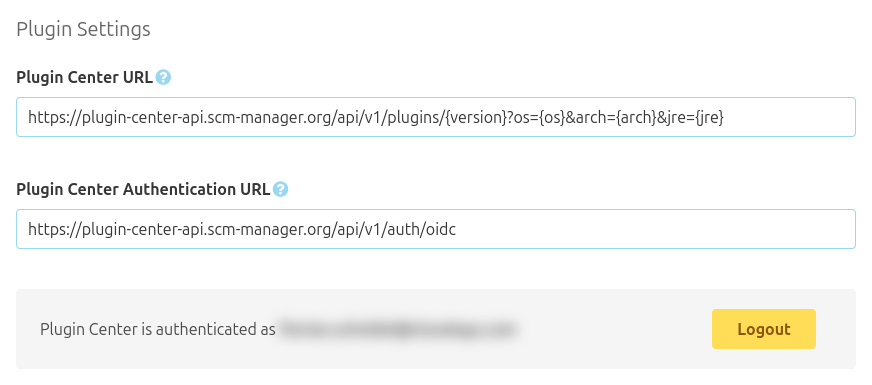 Plugin Settings
Plugin Center URL
https://plugin-center-api.scm-manager.org/api/v1/plugins/{version}?os={os}&arch={arch}&jre={jre}
Plugin Center Authentication URL
https://plugin-center-api.scm-manager.org/api/v1/auth/oidc
Plugin Center is authenticated as
Logout